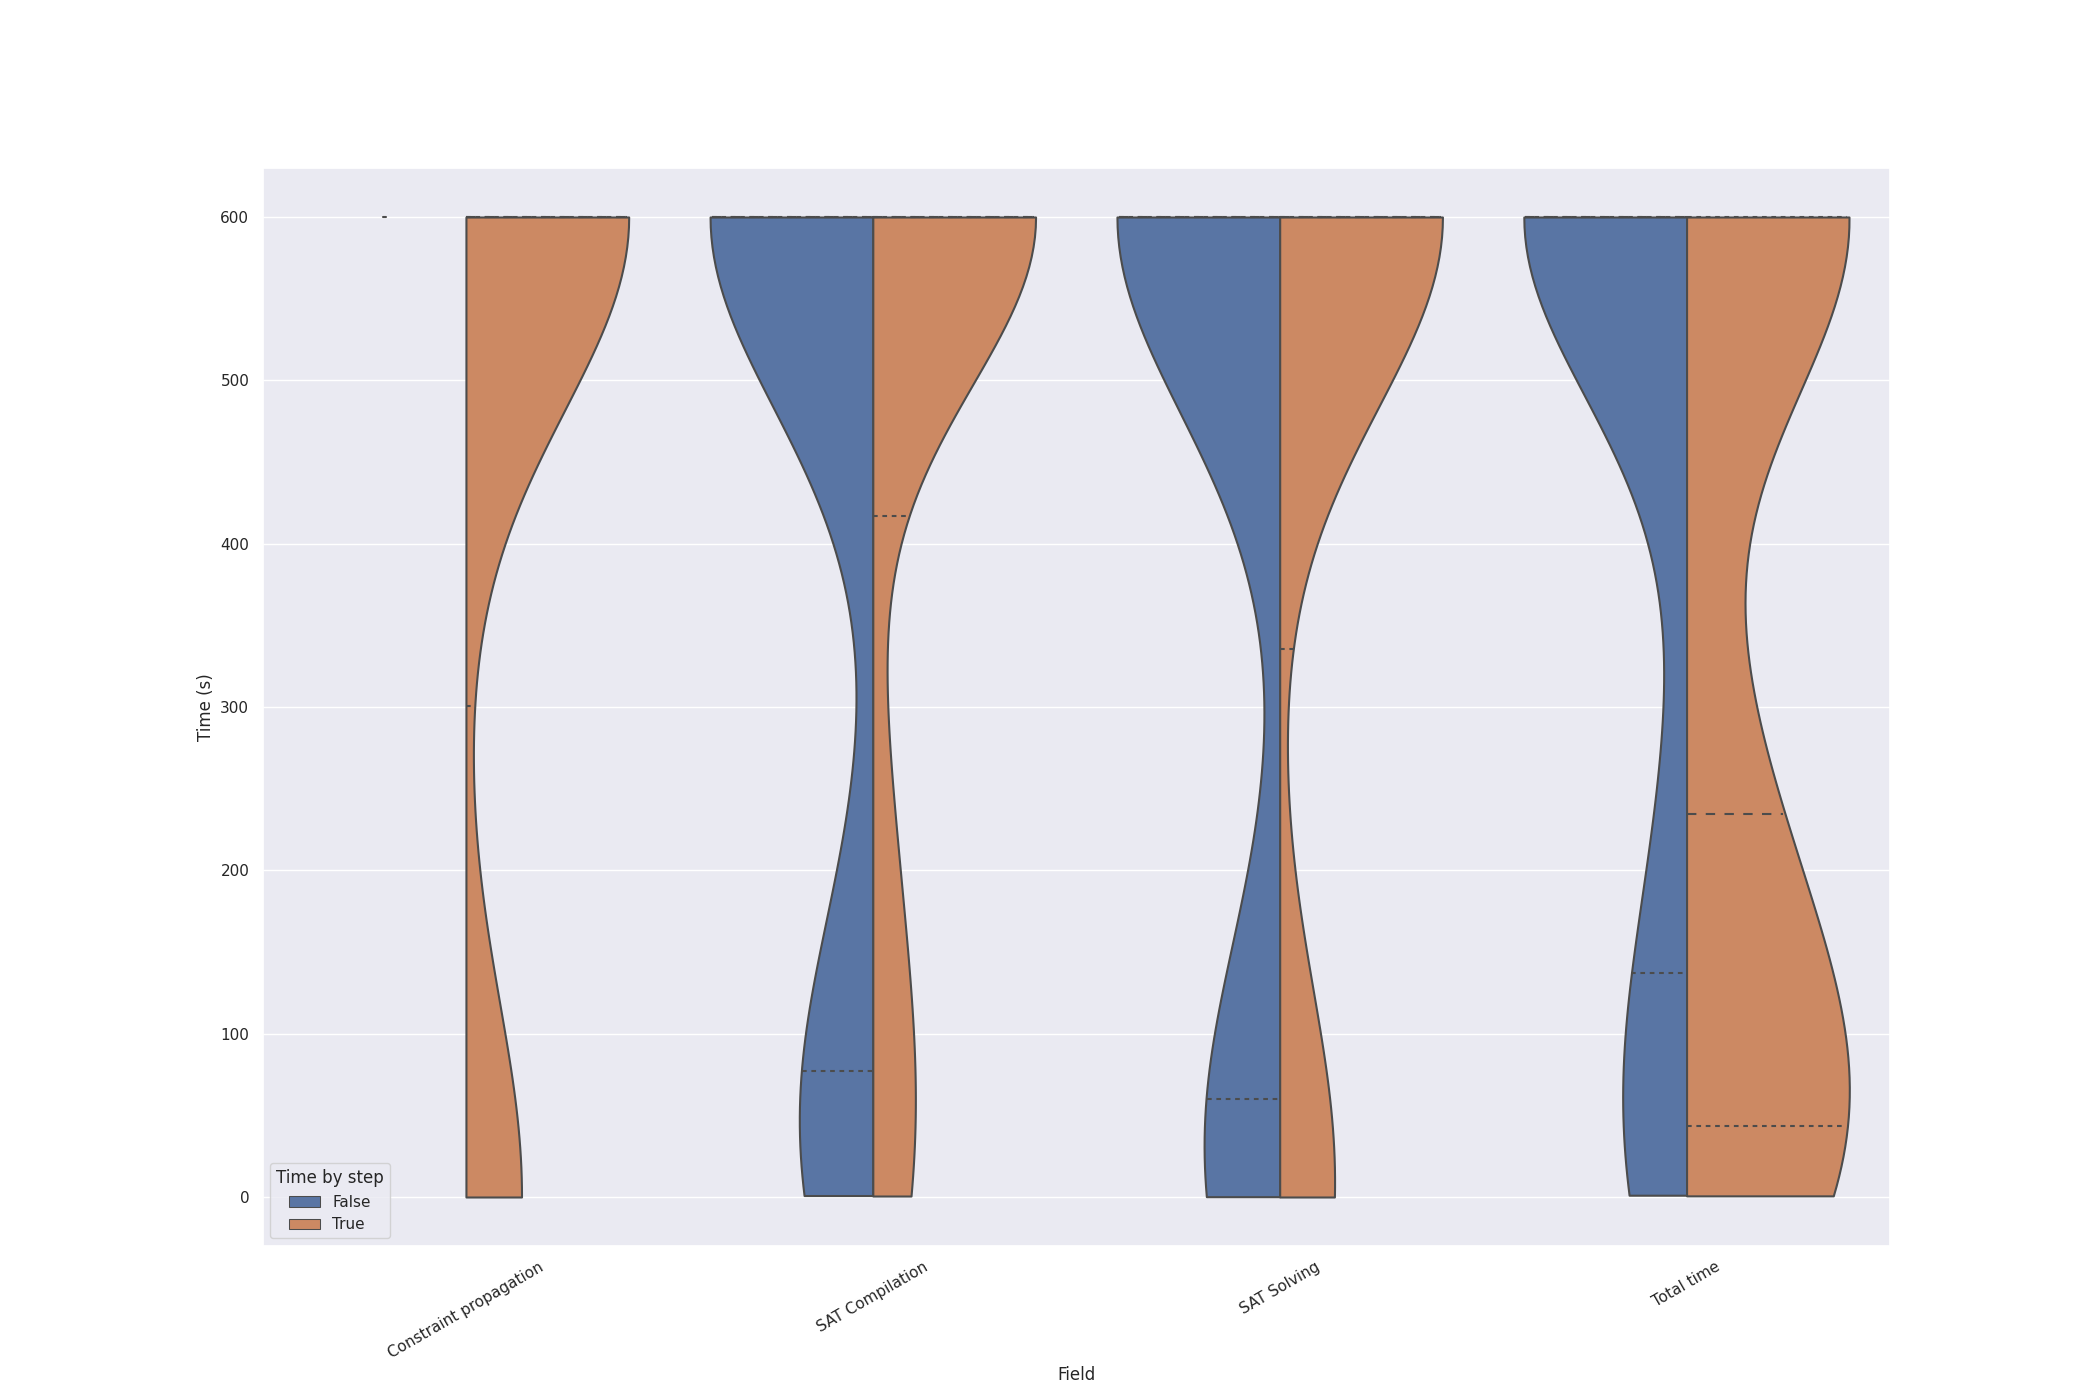 600
500
400
300
200
100
0
Time (s)
Time by step
False
True
Constraint propagation
SAT Compilation
SAT Solving
Total time
Field